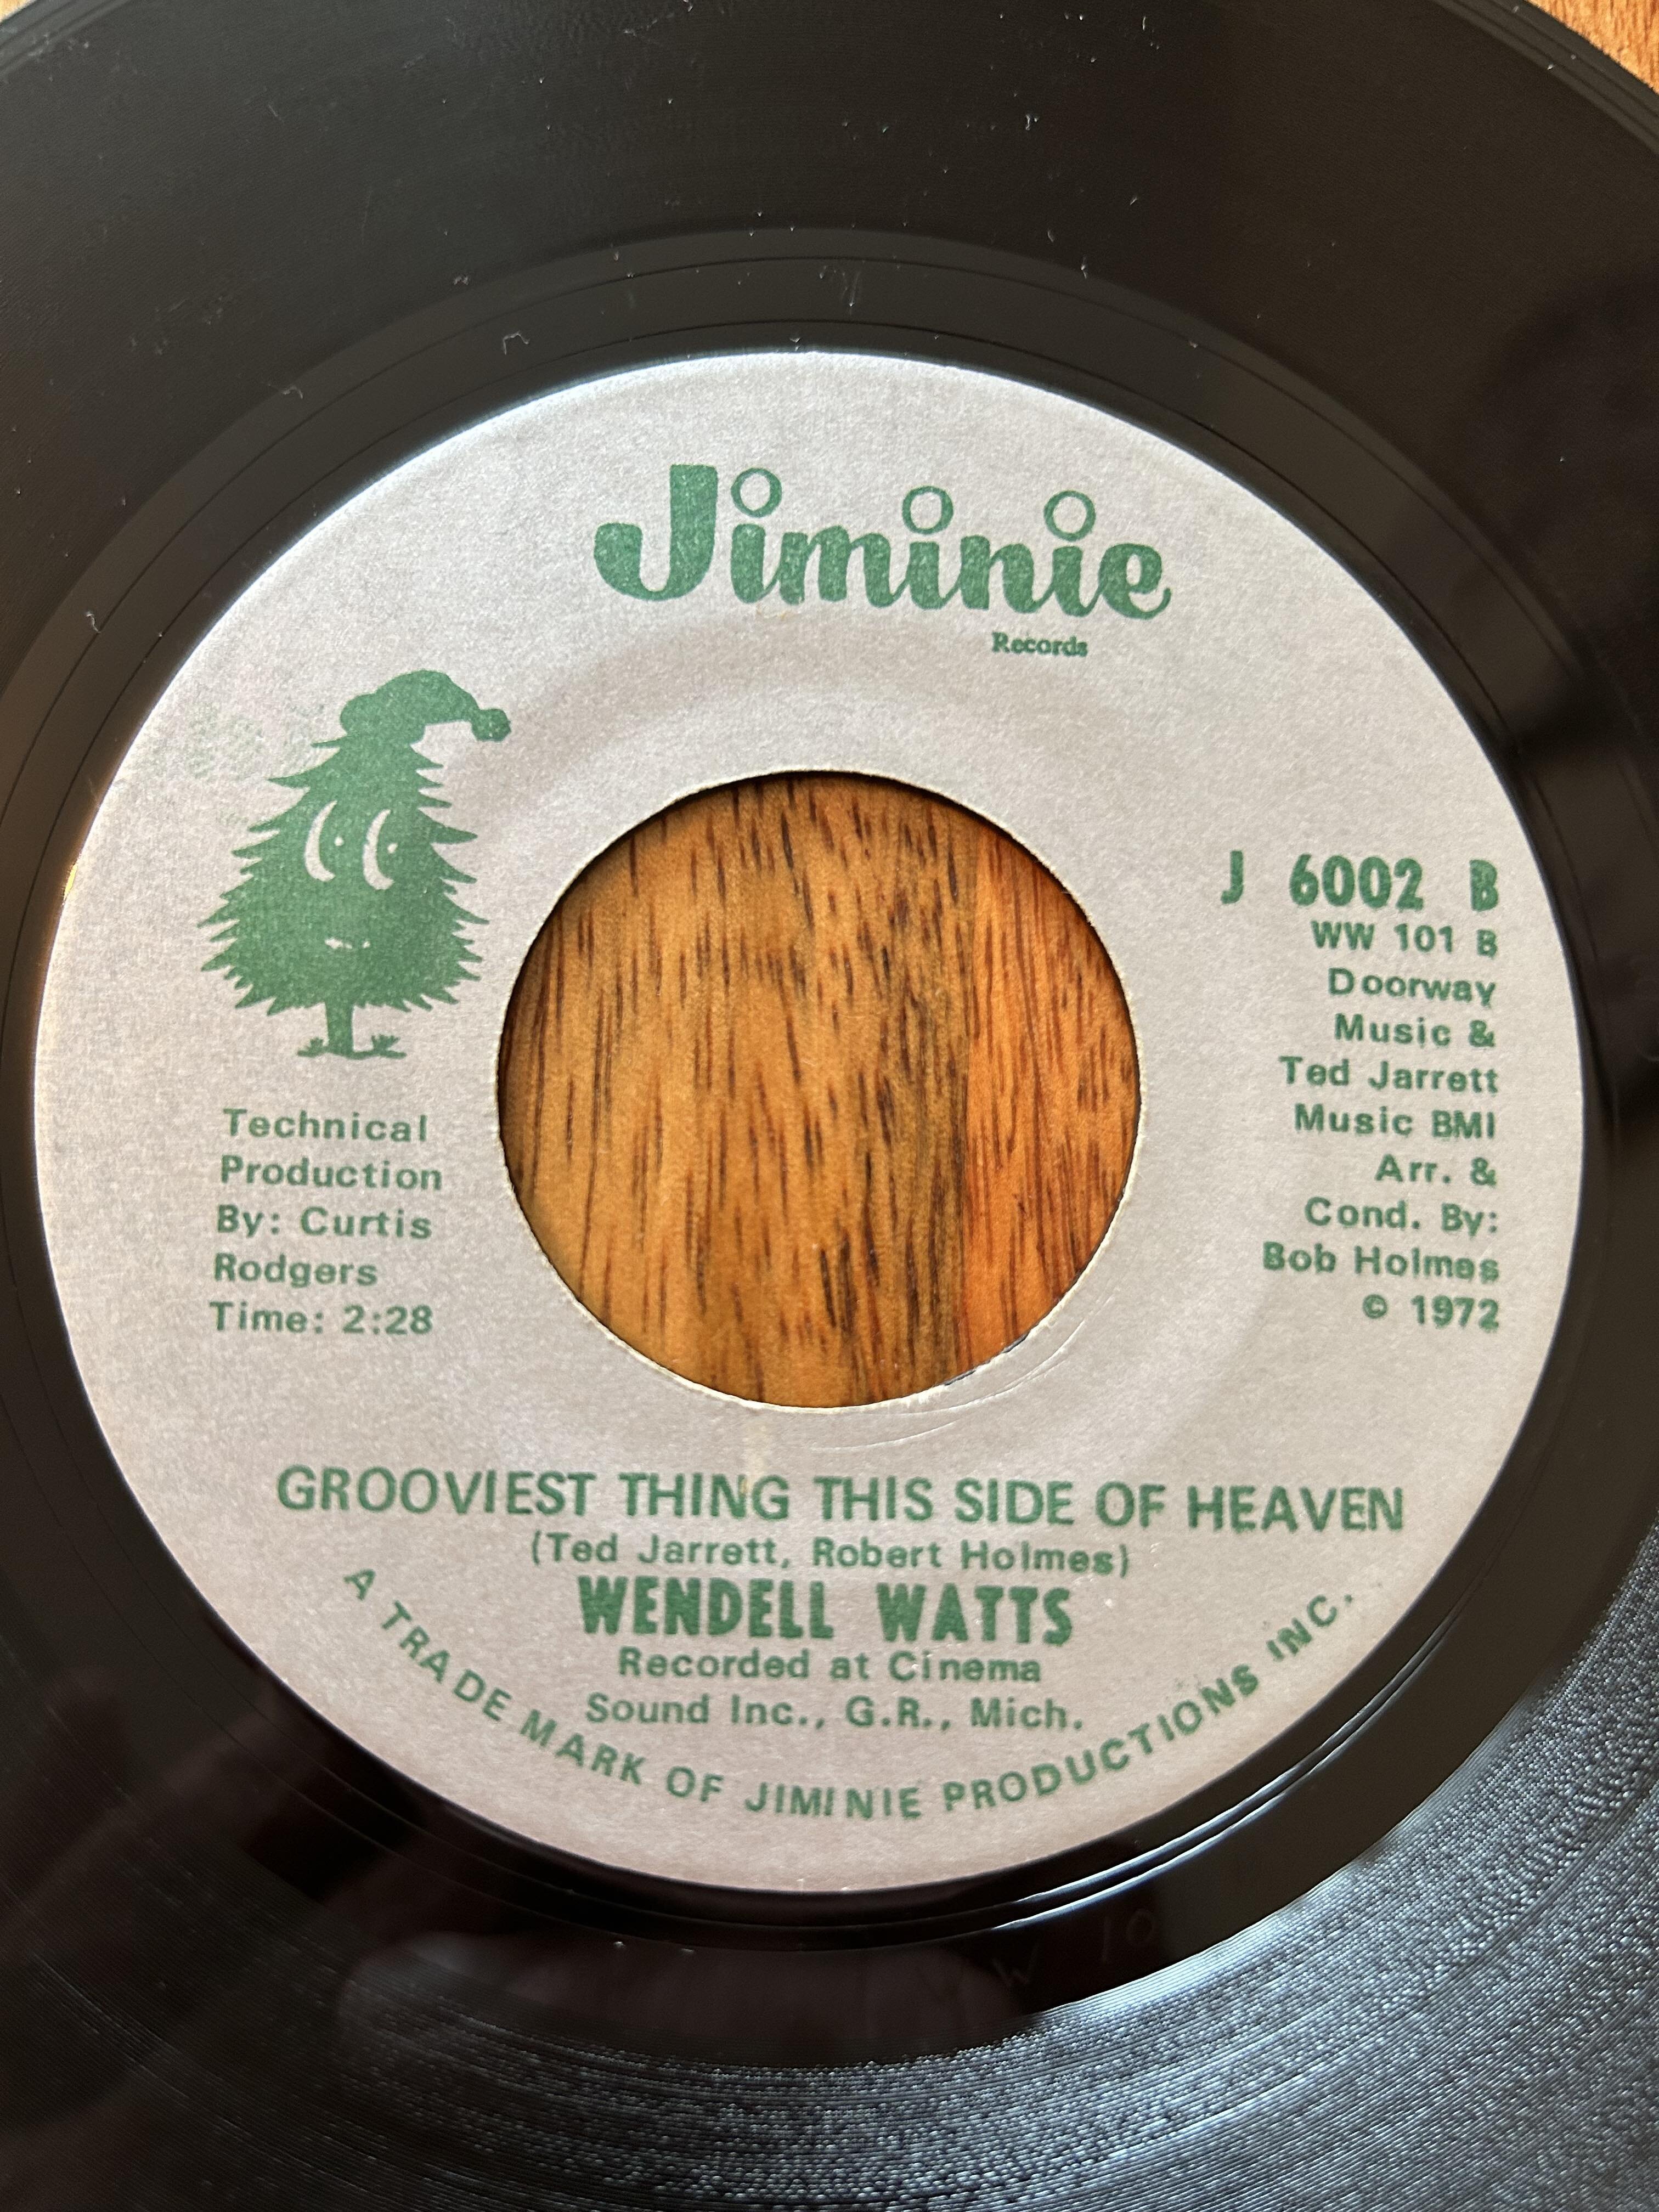 Jiminie
Records
J 6002 B
WW 101 B
Doorway
Music &
Ted Jarrett
Music BMI
Arr. &
Cond. By:
Bob Holmes
© 1972
Technical
Production
By: Curtis
Rodgers
Time: 2:28
GROOVIEST THING THIS SIDE OF HEAVEN
(Ted Jarrett, Robert Holmes)
WENDELL WATTS
Recorded at Cinema
Sound Inc., G.R., Mich.
A TRADE MARK OF JIMINIE PRODUCTIONS INC.
WW 10